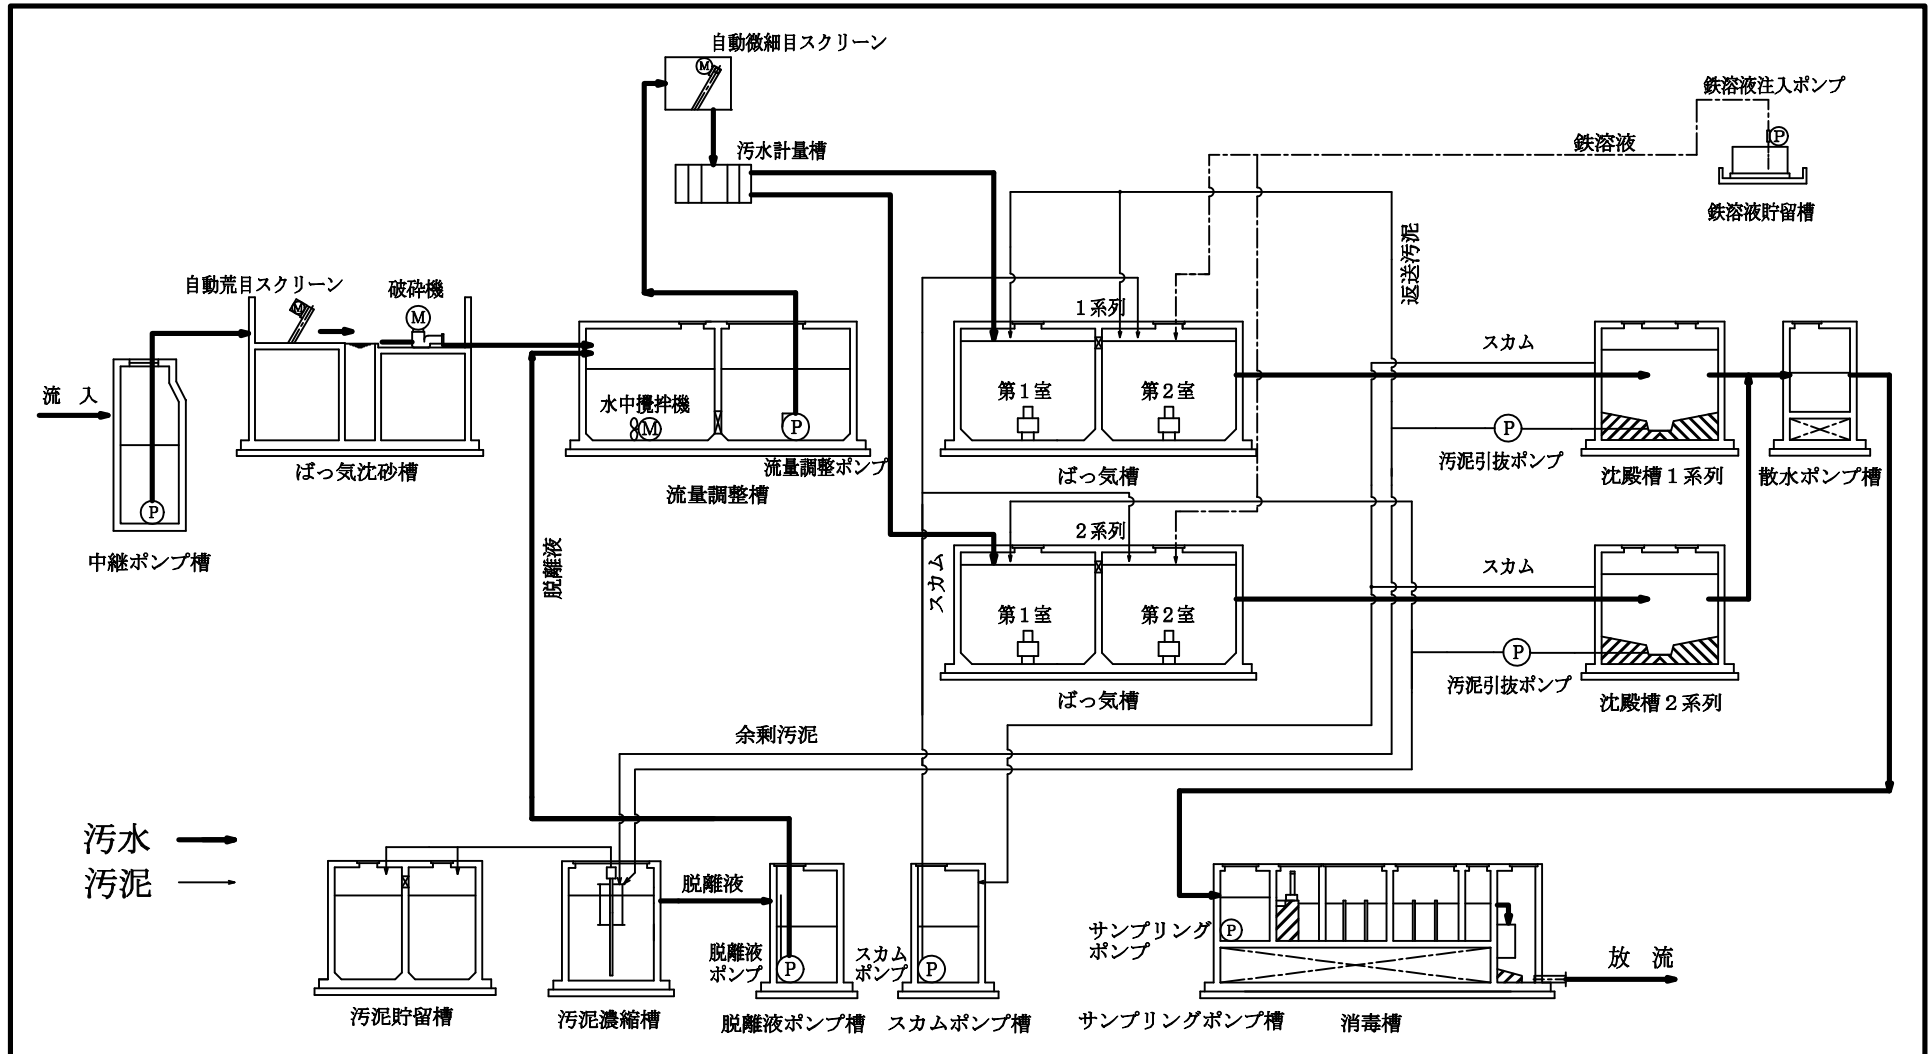 自動微細目スクリーン
M
鉄溶液注入ポンプ
P
鉄溶液
汚水計量槽
鉄溶液貯留槽
返送汚泥
自動荒目スクリーン
M
破砕機
M
1系列
スカム
流 入
第1室
第2室
水中攪拌機
M
P
P
汚泥引抜ポンプ
流量調整ポンプ
ばっ気沈砂槽
流量調整槽
ばっ気槽
沈殿槽1系列
散水ポンプ槽
P
中継ポンプ槽
2系列
脱離液
スカム
スカム
第1室
第2室
P
汚泥引抜ポンプ
ばっ気槽
沈殿槽2系列
余剰汚泥
汚水
汚泥
脱離液
脱離液
ポンプ
P
スカム
ポンプ
P
サンプリング
ポンプ
P
放 流
汚泥貯留槽
汚泥濃縮槽
脱離液ポンプ槽
スカムポンプ槽
サンプリングポンプ槽
消毒槽